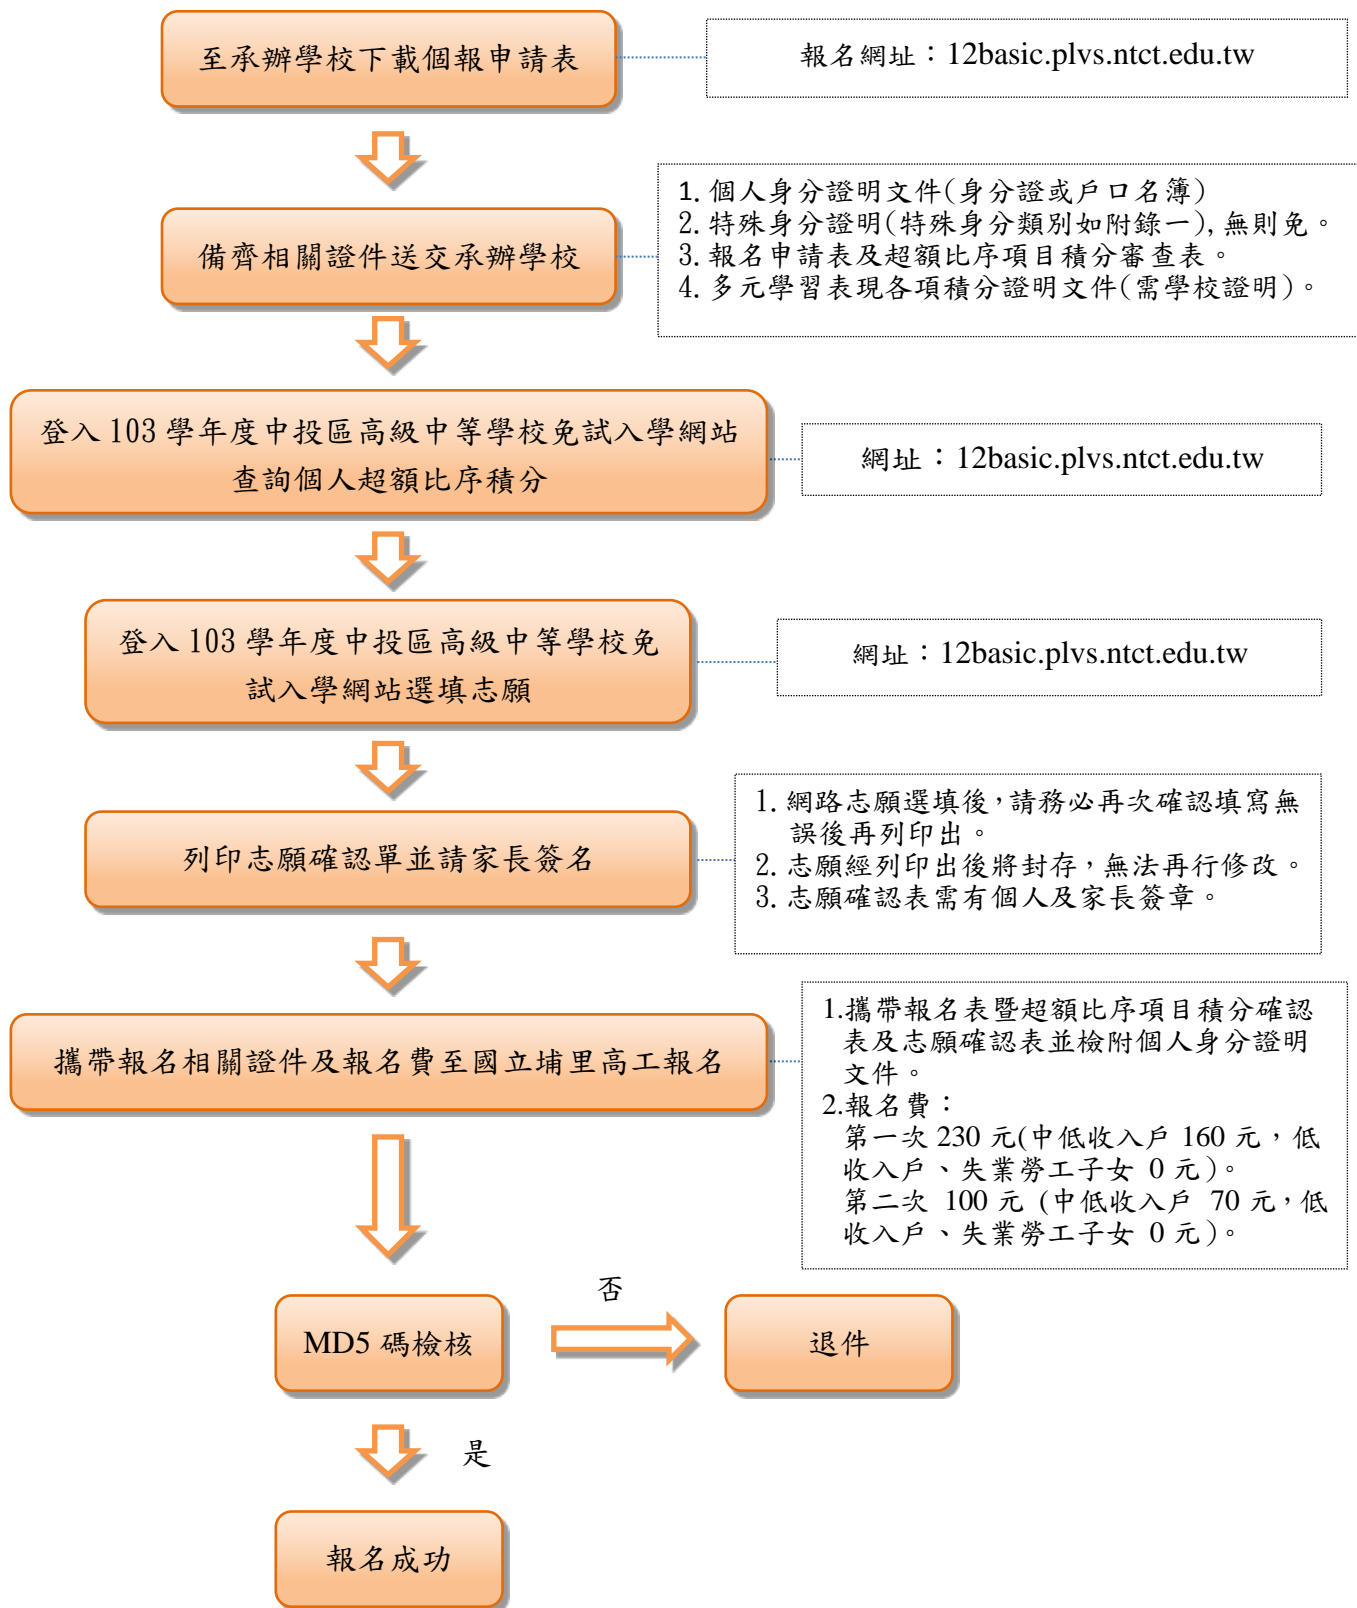 至承辦學校下載個報申請表
報名網址：12basic.plvs.ntct.edu.tw
備齊相關證件送交承辦學校
1. 個人身分證明文件(身分證或戶口名簿)
2. 特殊身分證明(特殊身分類別如附錄一), 無則免。
3. 報名申請表及超額比序項目積分審查表。
4. 多元學習表現各項積分證明文件(需學校證明)。
登入 103 學年度中投區高級中等學校免試入學網站
查詢個人超額比序積分
網址：12basic.plvs.ntct.edu.tw
登入 103 學年度中投區高級中等學校免
試入學網站選填志願
網址：12basic.plvs.ntct.edu.tw
列印志願確認單並請家長簽名
1. 網路志願選填後，請務必再次確認填寫無
誤後再列印出。
2. 志願經列印出後將封存，無法再行修改。
3. 志願確認表需有個人及家長簽章。
攜帶報名相關證件及報名費至國立埔里高工報名
1.攜帶報名表暨超額比序項目積分確認
表及志願確認表並檢附個人身分證明
文件。
2.報名費：
第一次 230 元(中低收入戶 160 元，低
收入戶、失業勞工子女 0 元)。
第二次 100 元 (中低收入戶 70 元，低
收入戶、失業勞工子女 0 元)。
MD5 碼檢核
否
退件
是
報名成功